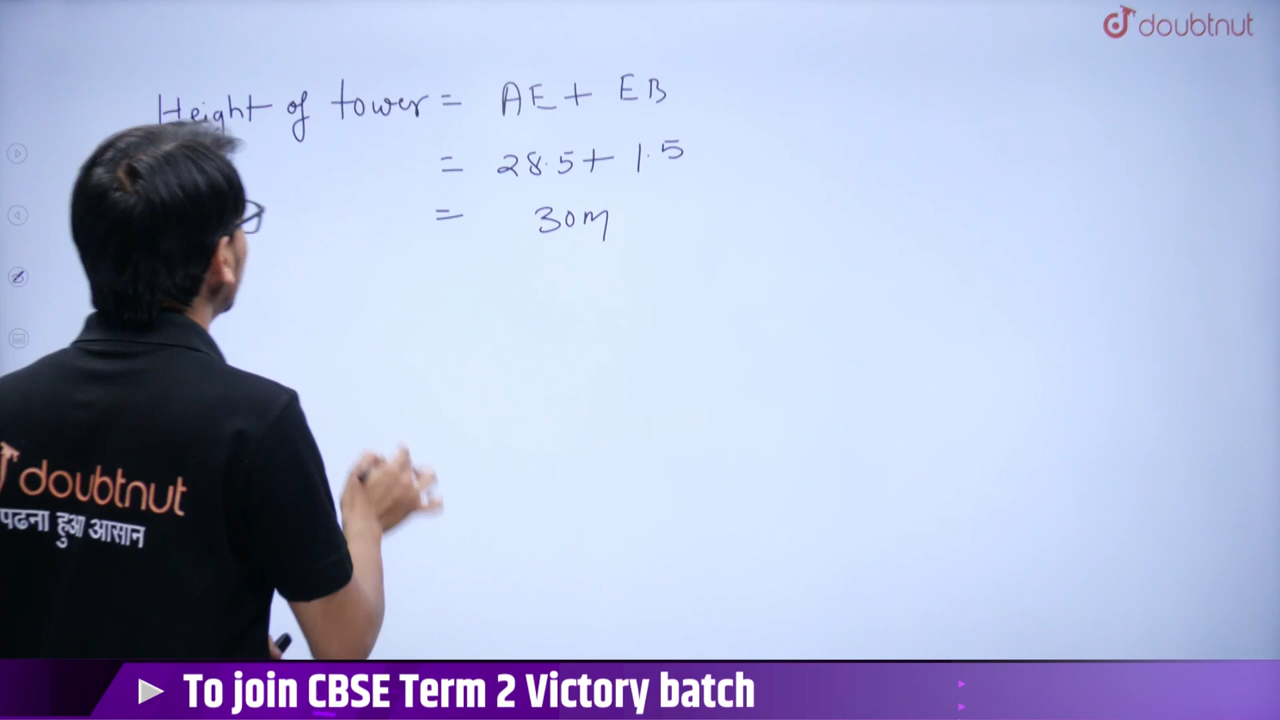 doubtnut
Height of tower = AE + EB
= 28.5 + 1.5
= 30m
doubtnut
पढना हुआ आसान
To join CBSE Term 2 Victory batch